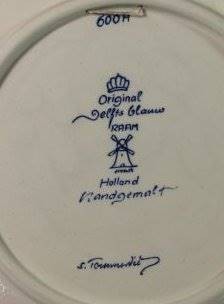 600H
Original
Delfts blauw
RAAM
Holland
Handgemalt